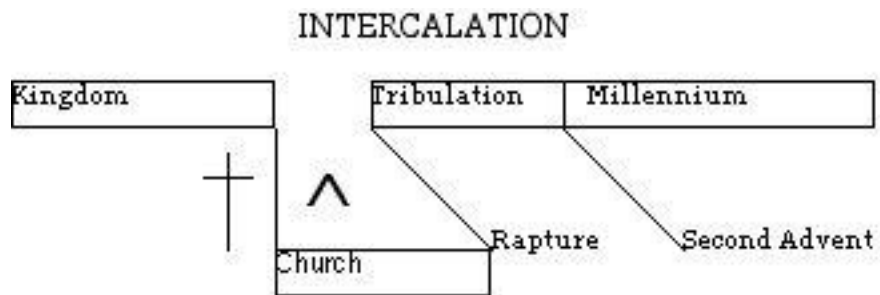 INTERCALATION
Kingdom
Tribulation
Millennium
Rapture
Second Advent
Church